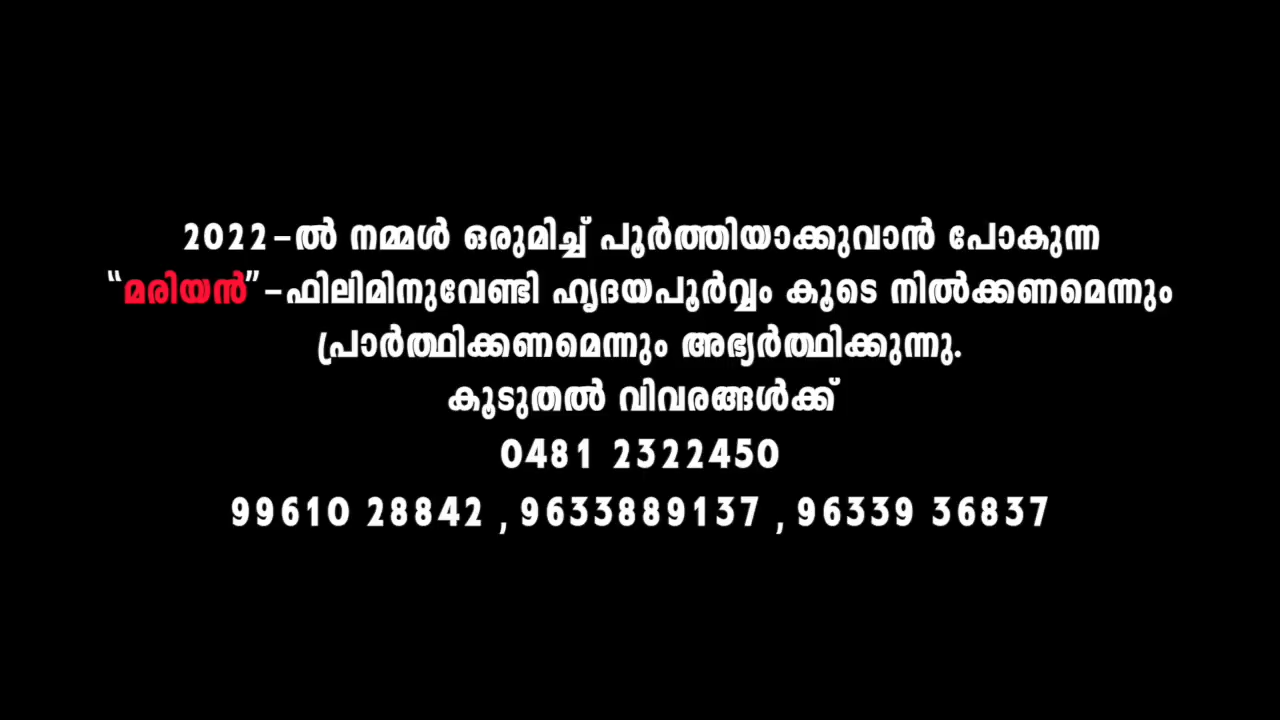 2022-ൽ നമ്മൾ ഒരുമിച്ച് പൂർത്തിയാക്കുവാൻ പോകുന്ന
“മരിയൻ”-ഫിലിമിനുവേണ്ടി ഹൃദയപൂർവ്വം കൂടെ നിൽക്കണമെന്നും
പ്രാർത്ഥിക്കണമെന്നും അഭ്യർത്ഥിക്കുന്നു.
കൂടുതൽ വിവരങ്ങൾക്ക്
0481 2322450
99610 28842 , 9633889137 , 96339 36837